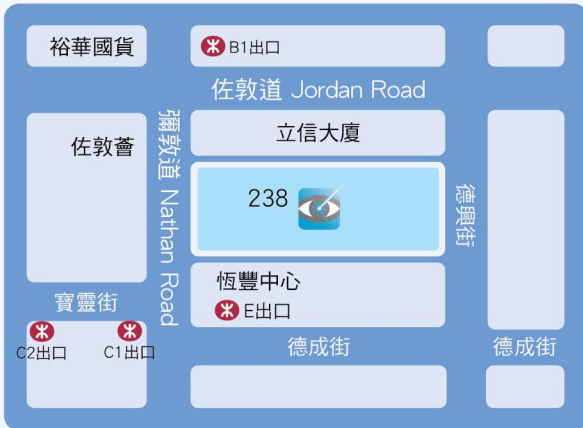 裕華國貨
B1出口
佐敦道 Jordan Road
佐敦薈
彌敦道 Nathan Road
立信大廈
238
德興街
恆豐中心
E出口
寶靈街
C2出口
C1出口
德成街
德成街